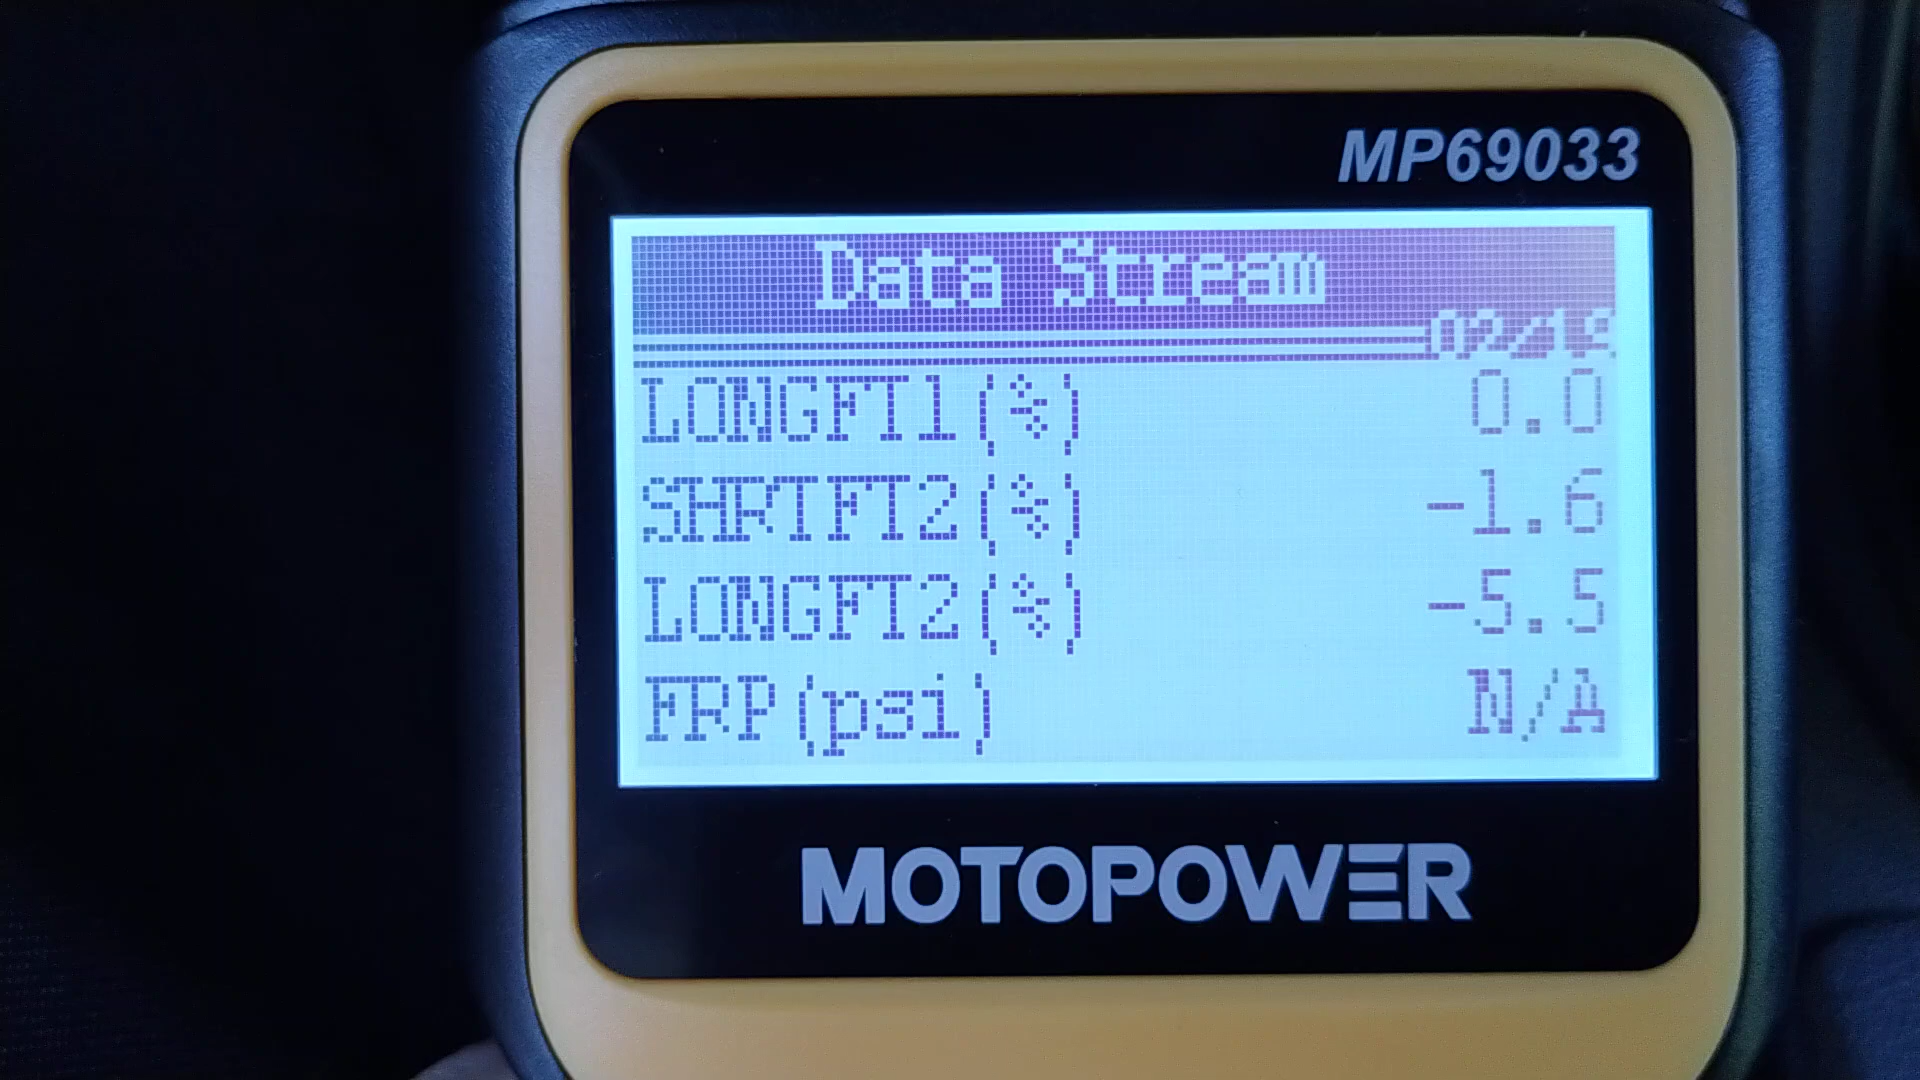 MP69033
Data Stream
LONGFT1(%) 0.0
SHRTFT2(%) -1.6
LONGFT2(%) -5.5
FRP(psi) N/A
MOTOPOWER